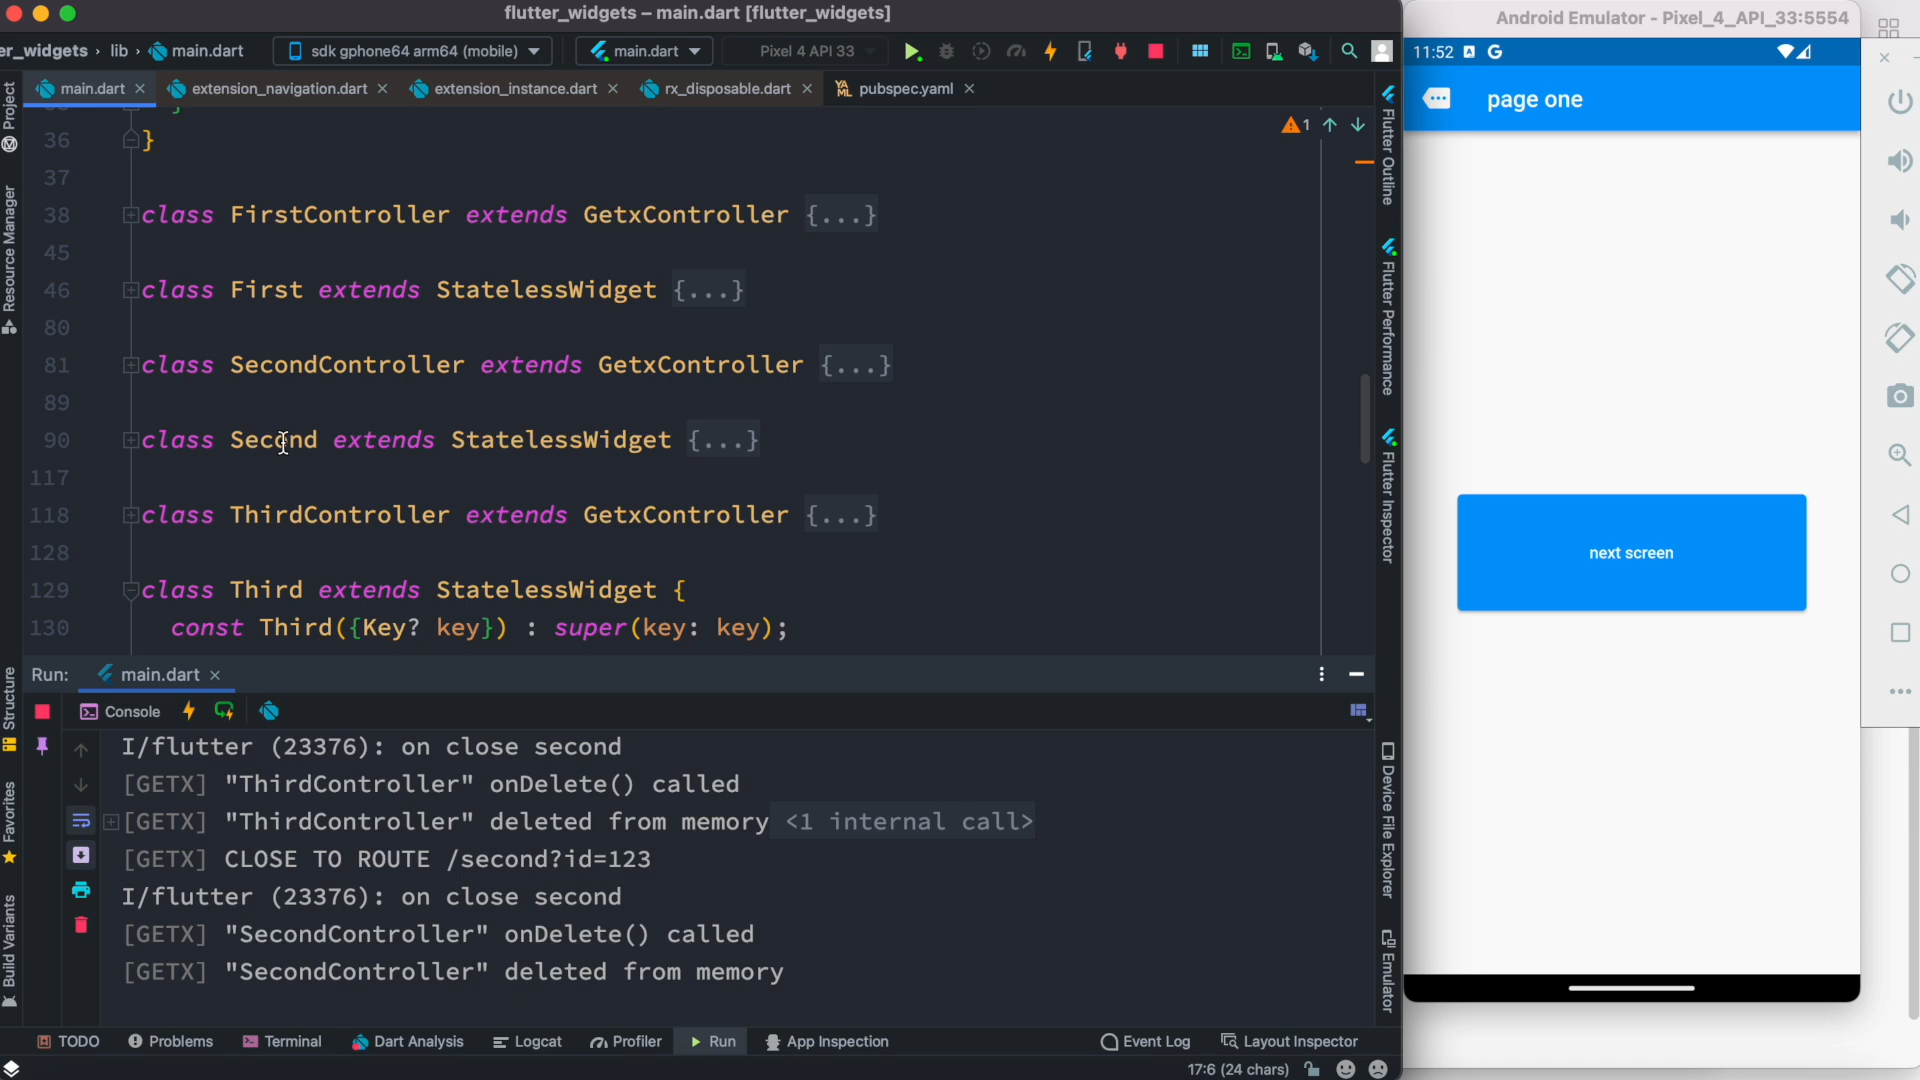 flutter_widgets – main.dart [flutter_widgets]
Android Emulator - Pixel_4_API_33:5554
er_widgets › lib › main.dart
sdk gphone64 arm64 (mobile)
main.dart
Pixel 4 API 33
main.dart
extension_navigation.dart
extension_instance.dart
rx_disposable.dart
YAML pubspec.yaml
11:52
page one
next screen
1
36 }
37
38 class FirstController extends GetxController {...}
45
46 class First extends StatelessWidget {...}
80
81 class SecondController extends GetxController {...}
89
90 class Second extends StatelessWidget {...}
117
118 class ThirdController extends GetxController {...}
128
129 class Third extends StatelessWidget {
130 const Third({Key? key}) : super(key: key);
Project
Resource Manager
Structure
Favorites
Build Variants
Flutter Outline
Flutter Performance
Flutter Inspector
Device File Explorer
Emulator
Run: main.dart
Console
I/flutter (23376): on close second
[GETX] "ThirdController" onDelete() called
[GETX] "ThirdController" deleted from memory <1 internal call>
[GETX] CLOSE TO ROUTE /second?id=123
I/flutter (23376): on close second
[GETX] "SecondController" onDelete() called
[GETX] "SecondController" deleted from memory
TODO Problems Terminal Dart Analysis Logcat Profiler Run App Inspection Event Log Layout Inspector
17:6 (24 chars)